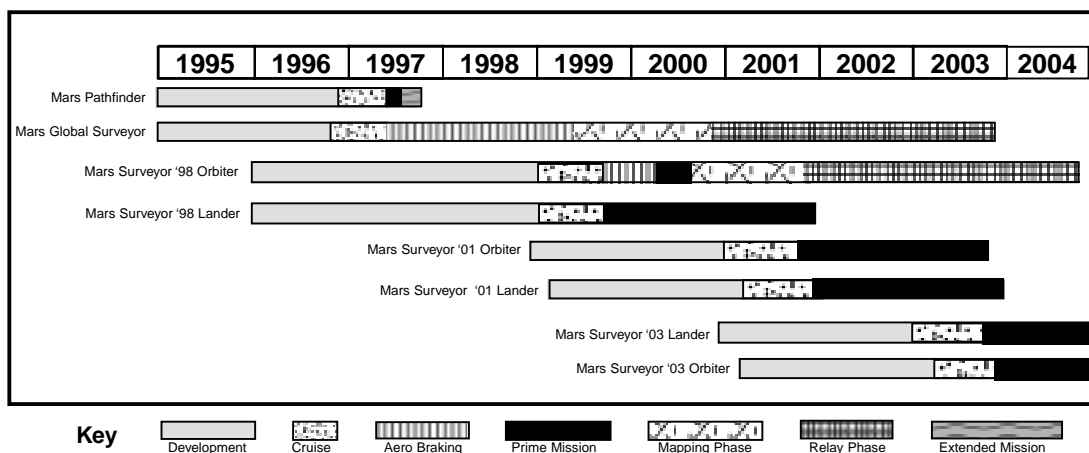 1995 1996 1997 1998 1999 2000 2001 2002 2003 2004
Mars Pathfinder
Mars Global Surveyor
Mars Surveyor ‘98 Orbiter
Mars Surveyor ‘98 Lander
Mars Surveyor ‘01 Orbiter
Mars Surveyor ‘01 Lander
Mars Surveyor ‘03 Lander
Mars Surveyor ‘03 Orbiter
Key
Development Cruise Aero Braking Prime Mission Mapping Phase Relay Phase Extended Mission